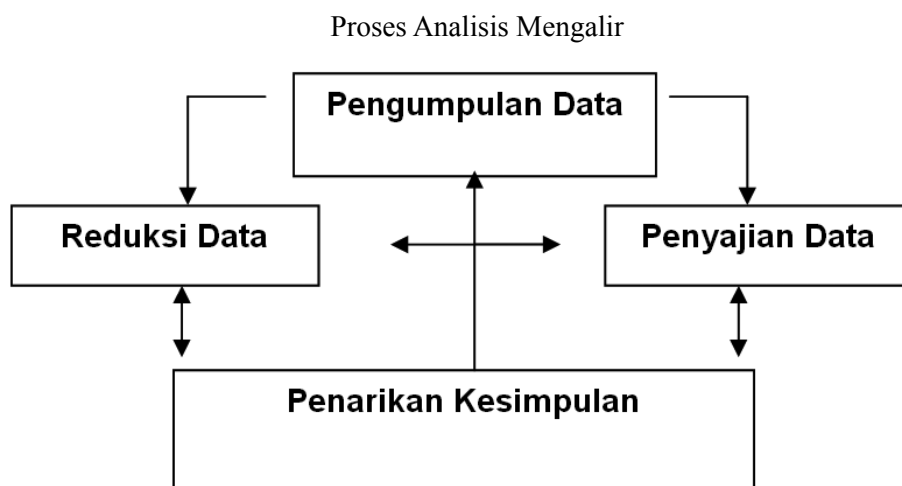 Proses Analisis Mengalir
Pengumpulan Data
Reduksi Data
Penyajian Data
Penarikan Kesimpulan